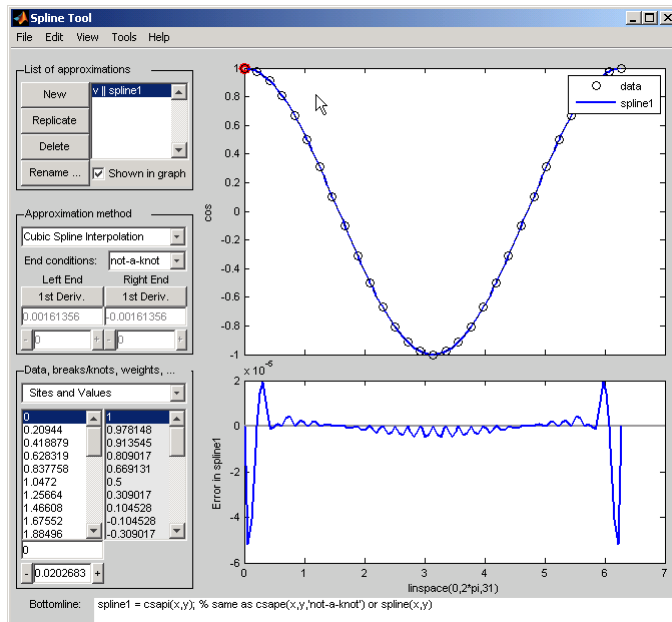 Spline Tool
File Edit View Tools Help
List of approximations
New
Replicate
Delete
Rename ...
v || spline1
Shown in graph
Approximation method
Cubic Spline Interpolation
End conditions: not-a-knot
Left End Right End
1st Deriv. 1st Deriv.
0.00161356 -0.00161356
- 0 + - 0 +
Data, breaks/knots, weights, ...
Sites and Values
0 1
0.20944 0.978148
0.418879 0.913545
0.628319 0.809017
0.837758 0.669131
1.0472 0.5
1.25664 0.309017
1.46608 0.104528
1.67552 -0.104528
1.88496 -0.309017
0
- 0.0202683 +
1
0.8
0.6
0.4
0.2
0
-0.2
-0.4
-0.6
-0.8
-1
cos
data
spline1
x 10
2
0
-2
-4
-6
Error in spline1
0 1 2 3 4 5 6 7
linspace(0,2*pi,31)
Bottomline: spline1 = csapi(x,y); % same as csape(x,y,'not-a-knot') or spline(x,y)